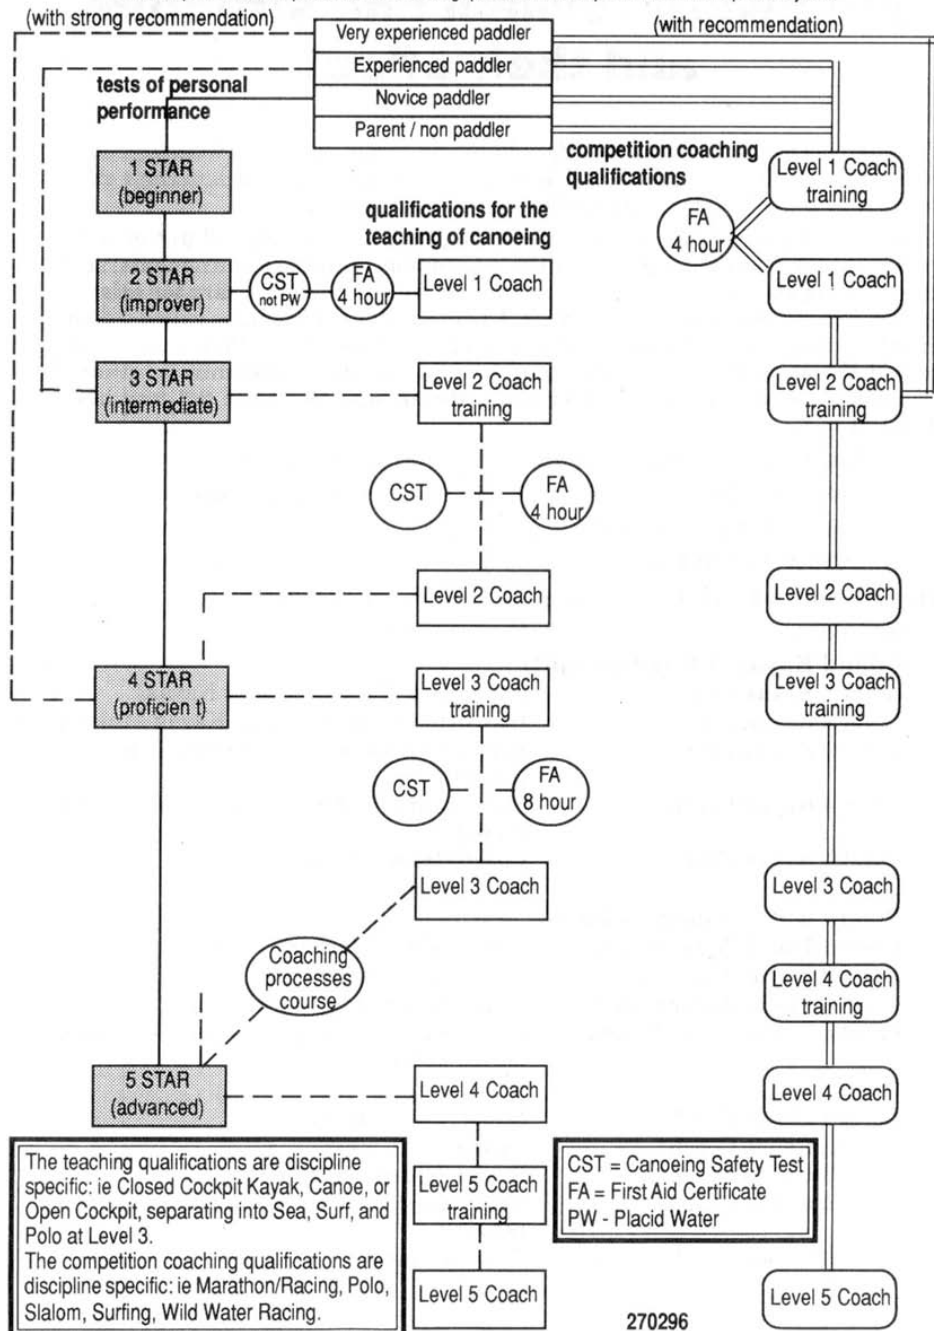 (with strong recommendation)
(with recommendation)
Very experienced paddler
Experienced paddler
Novice paddler
Parent / non paddler
tests of personal
performance
1 STAR
(beginner)
2 STAR
(improver)
3 STAR
(intermediate)
4 STAR
(proficien t)
5 STAR
(advanced)
qualifications for the
teaching of canoeing
CST
not PW
FA
4 hour
Level 1 Coach
Level 2 Coach
training
CST
FA
4 hour
Level 2 Coach
Level 3 Coach
training
CST
FA
8 hour
Level 3 Coach
Coaching
processes
course
Level 4 Coach
Level 5 Coach
training
Level 5 Coach
competition coaching
qualifications
Level 1 Coach
training
FA
4 hour
Level 1 Coach
Level 2 Coach
training
Level 2 Coach
Level 3 Coach
training
Level 3 Coach
Level 4 Coach
training
Level 4 Coach
Level 5 Coach
The teaching qualifications are discipline
specific: ie Closed Cockpit Kayak, Canoe, or
Open Cockpit, separating into Sea, Surf, and
Polo at Level 3.
The competition coaching qualifications are
discipline specific: ie Marathon/Racing, Polo,
Slalom, Surfing, Wild Water Racing.
CST = Canoeing Safety Test
FA = First Aid Certificate
PW - Placid Water
270296